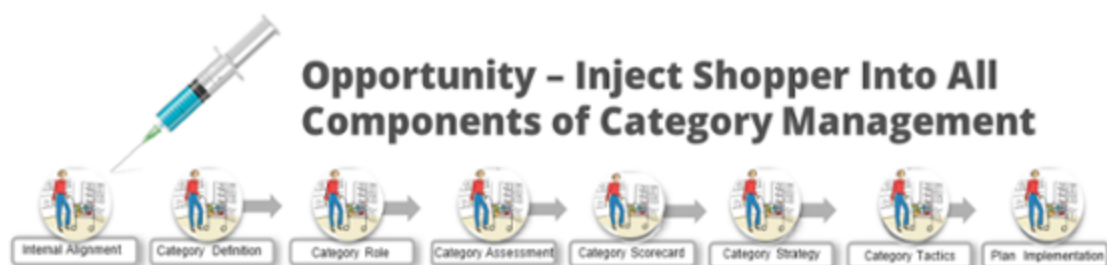 Opportunity – Inject Shopper Into All
Components of Category Management
Internal Alignment
Category Definition
Category Role
Category Assessment
Category Scorecard
Category Strategy
Category Tactics
Plan Implementation